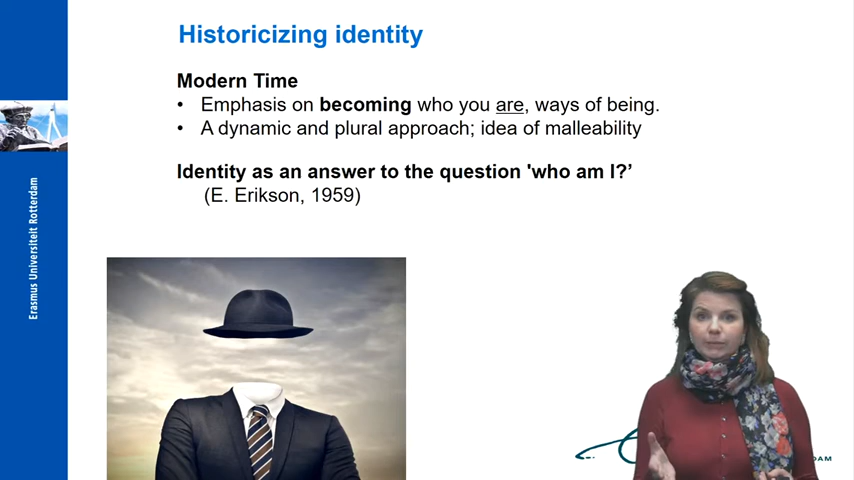 Historicizing identity
Modern Time
• Emphasis on becoming who you are, ways of being.
• A dynamic and plural approach; idea of malleability
Identity as an answer to the question 'who am I?’
(E. Erikson, 1959)
Erasmus Universiteit Rotterdam